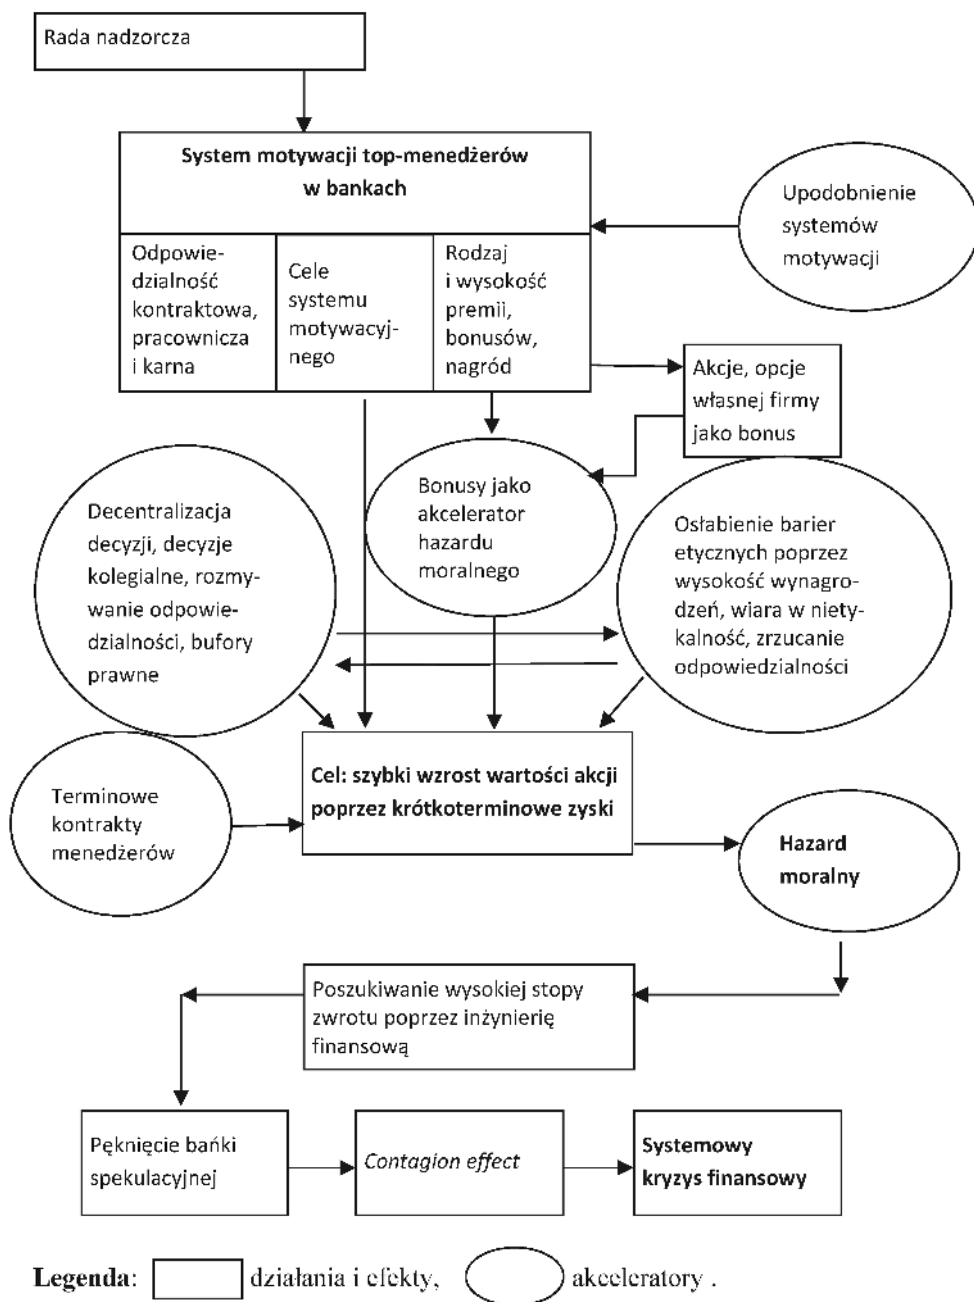 Rada nadzorcza
System motywacji top-menedżerów
w bankach
Upodobnienie
systemów
motywacji
Odpowie-
dzialność
kontraktowa,
pracownicza
i karna
Cele
systemu
motywacyj-
nego
Rodzaj
i wysokość
premii,
bonusów,
nagród
Akcje, opcje
własnej firmy
jako bonus
Decentralizacja
decyzji, decyzje
kolegialne, rozmy-
wanie odpowie-
dzialności, bufory
prawne
Bonusy jako
akcelerator
hazardu
moralnego
Osłabienie barier
etycznych poprzez
wysokość wynagro-
dzeń, wiara w niety-
kalność, zrzucanie
odpowiedzialności
Terminowe
kontrakty
menedżerów
Cel: szybki wzrost wartości akcji
poprzez krótkoterminowe zyski
Hazard
moralny
Poszukiwanie wysokiej stopy
zwrotu poprzez inżynierię
finansową
Pęknięcie bańki
spekulacyjnej
Contagion effect
Systemowy
kryzys finansowy
Legenda: działania i efekty, akceleratory .